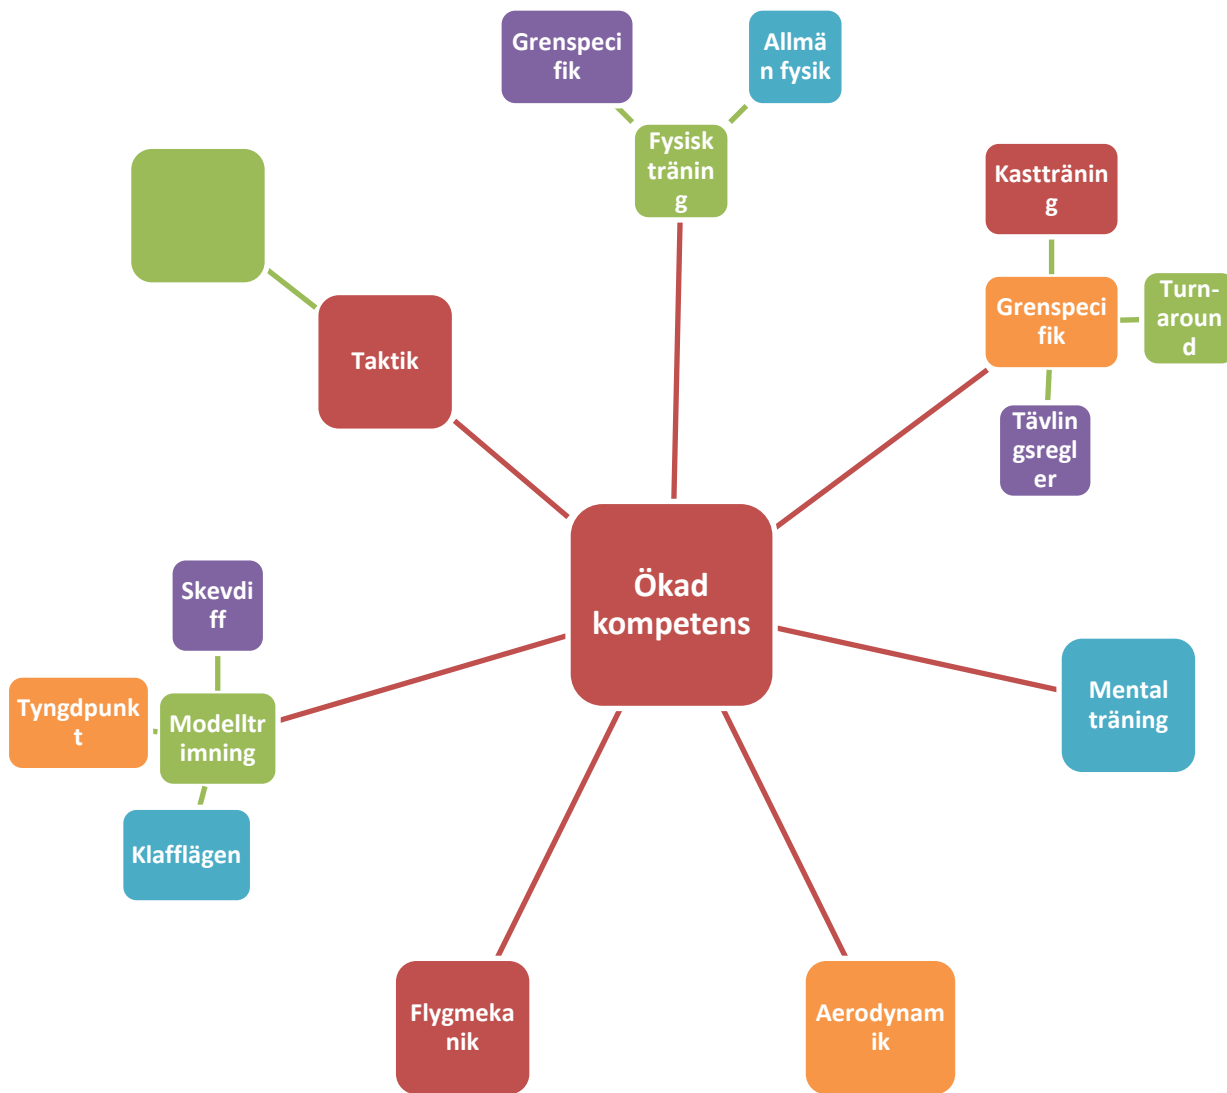 Grenspeci
fik
Allmä
n fysik
Fysisk
tränin
g
Kasttränin
g
Grenspeci
fik
Turn-
aroun
d
Tävlin
gsregl
er
Taktik
Ökad
kompetens
Skevdi
ff
Tyngdpunk
t
Modelltr
imning
Klafflägen
Mental
träning
Flygmeka
nik
Aerodynam
ik